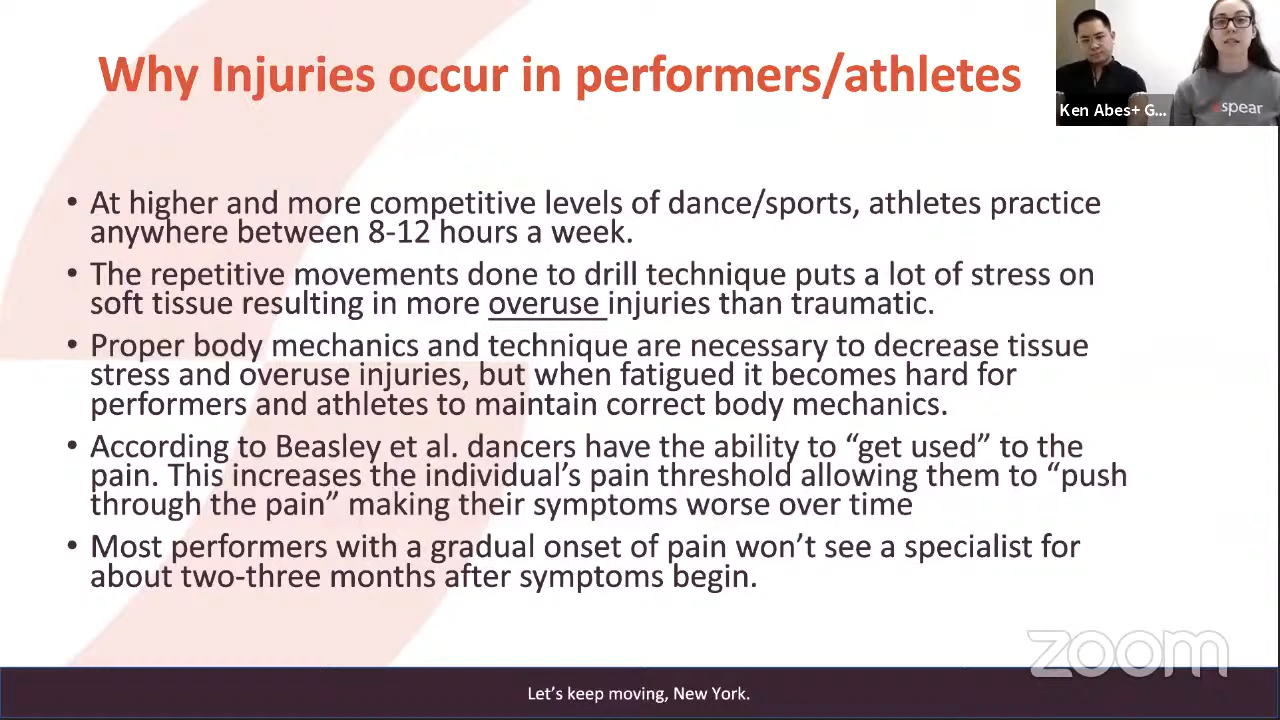 Why Injuries occur in performers/athletes
Ken Abes+ G...
spear
• At higher and more competitive levels of dance/sports, athletes practice
anywhere between 8-12 hours a week.
• The repetitive movements done to drill technique puts a lot of stress on
soft tissue resulting in more overuse injuries than traumatic.
• Proper body mechanics and technique are necessary to decrease tissue
stress and overuse injuries, but when fatigued it becomes hard for
performers and athletes to maintain correct body mechanics.
• According to Beasley et al. dancers have the ability to “get used” to the
pain. This increases the individual’s pain threshold allowing them to “push
through the pain” making their symptoms worse over time
• Most performers with a gradual onset of pain won’t see a specialist for
about two-three months after symptoms begin.
zoom
Let’s keep moving, New York.